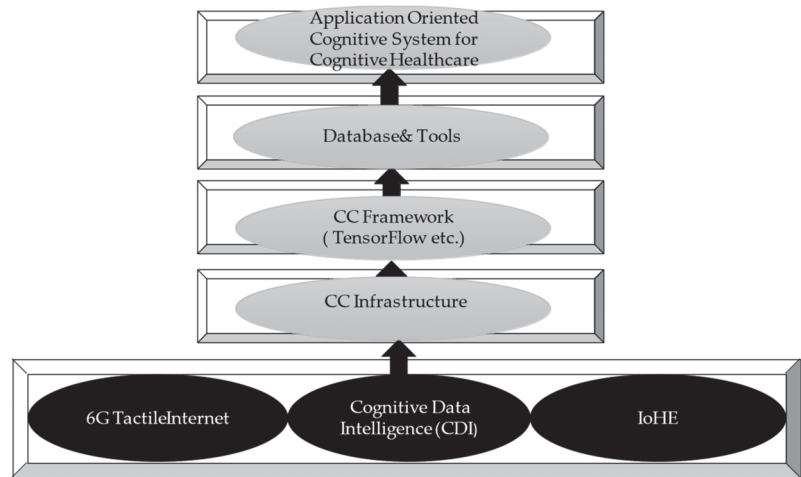 Application Oriented
Cognitive System for
Cognitive Healthcare
Database& Tools
CC Framework
( TensorFlow etc.)
CC Infrastructure
6G TactileInternet
Cognitive Data
Intelligence (CDI)
IoHE